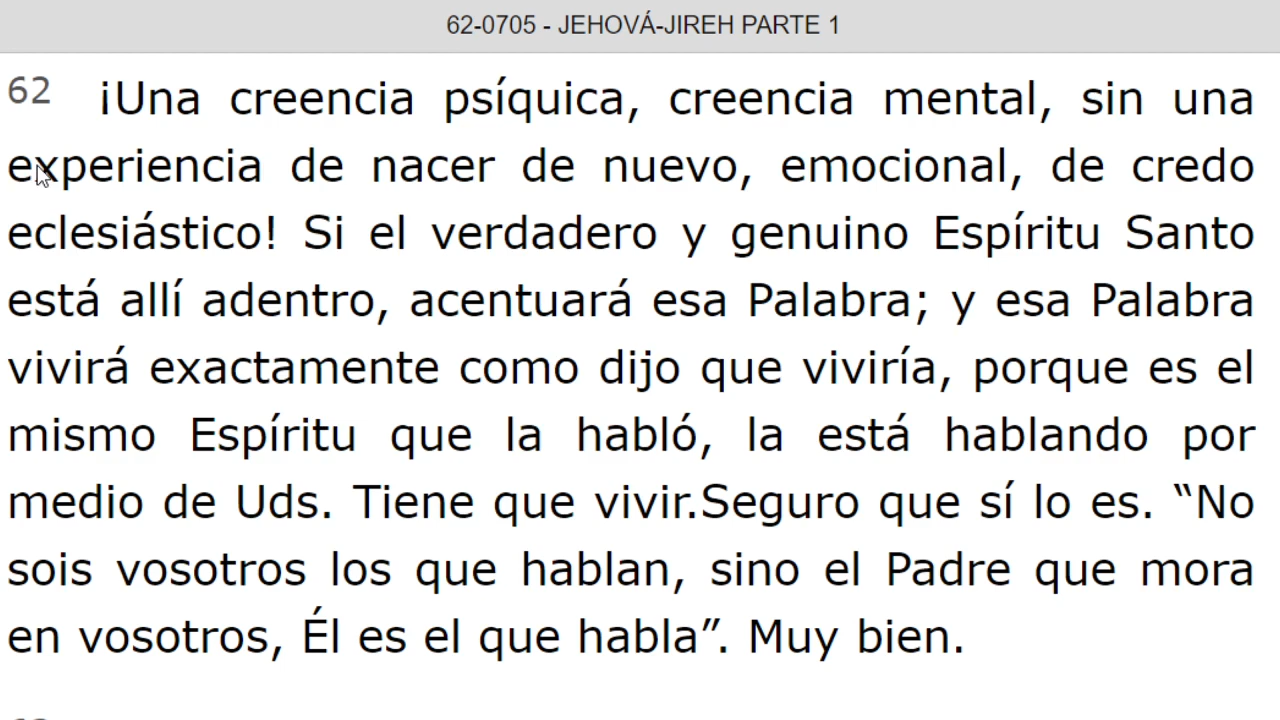 62-0705 - JEHOVÁ-JIREH PARTE 1
62 ¡Una creencia psíquica, creencia mental, sin una
experiencia de nacer de nuevo, emocional, de credo
eclesiástico! Si el verdadero y genuino Espíritu Santo
está allí adentro, acentuará esa Palabra; y esa Palabra
vivirá exactamente como dijo que viviría, porque es el
mismo Espíritu que la habló, la está hablando por
medio de Uds. Tiene que vivir.Seguro que sí lo es. “No
sois vosotros los que hablan, sino el Padre que mora
en vosotros, Él es el que habla”. Muy bien.